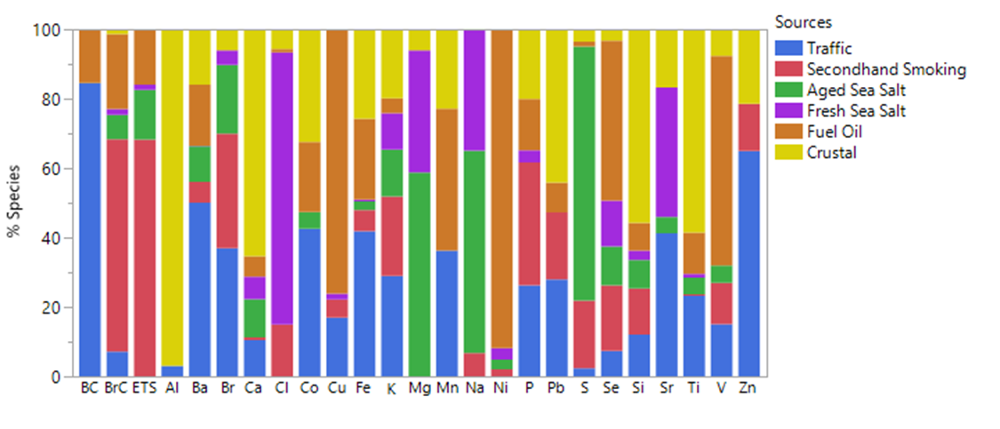 Sources
Traffic
Secondhand Smoking
Aged Sea Salt
Fresh Sea Salt
Fuel Oil
Crustal
% Species
100
80
60
40
20
0
BC BrC ETS Al Ba Br Ca Cl Co Cu Fe K Mg Mn Na Ni P Pb S Se Si Sr Ti V Zn